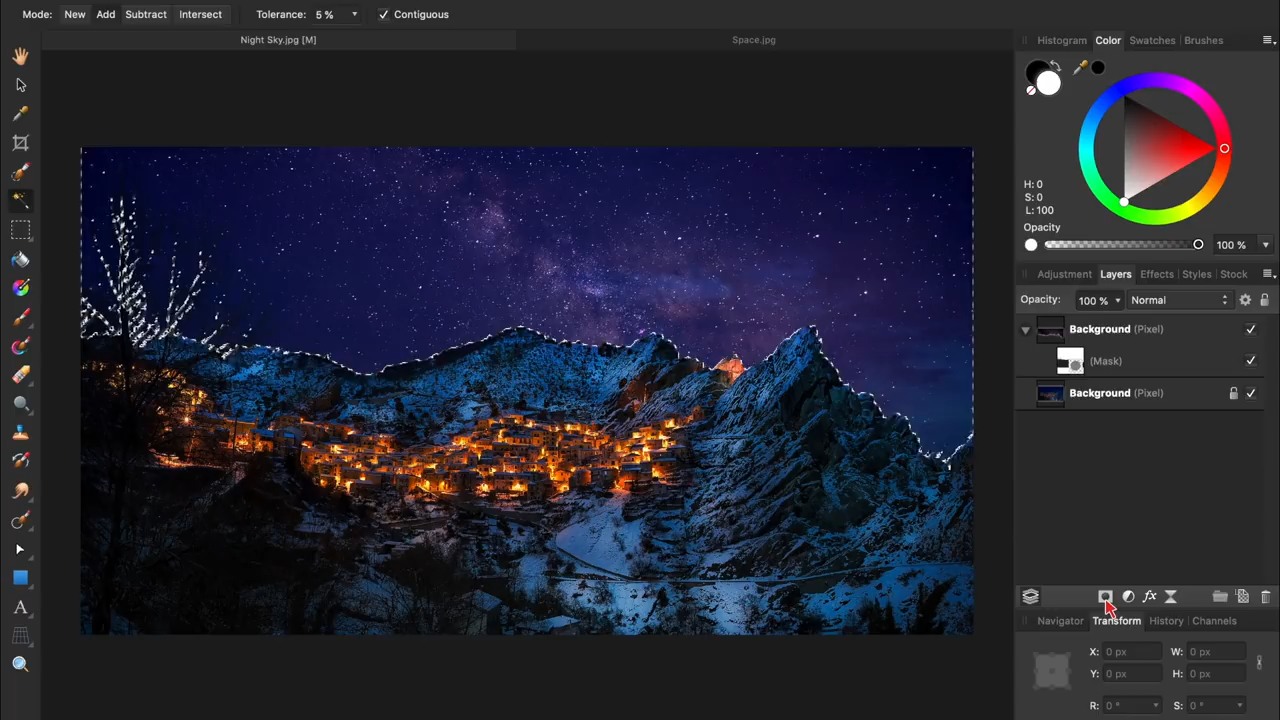 Mode: New Add Subtract Intersect Tolerance: 5 % Contiguous
Night Sky.jpg [M] Space.jpg
Histogram Color Swatches Brushes
H: 0
S: 0
L: 100
Opacity
100 %
Adjustment Layers Effects Styles Stock
Opacity: 100 % Normal
Background (Pixel)
(Mask)
Background (Pixel)
fx
Navigator Transform History Channels
X: 0 px W: 0 px
Y: 0 px H: 0 px
R: 0 ° S: 0 °
A